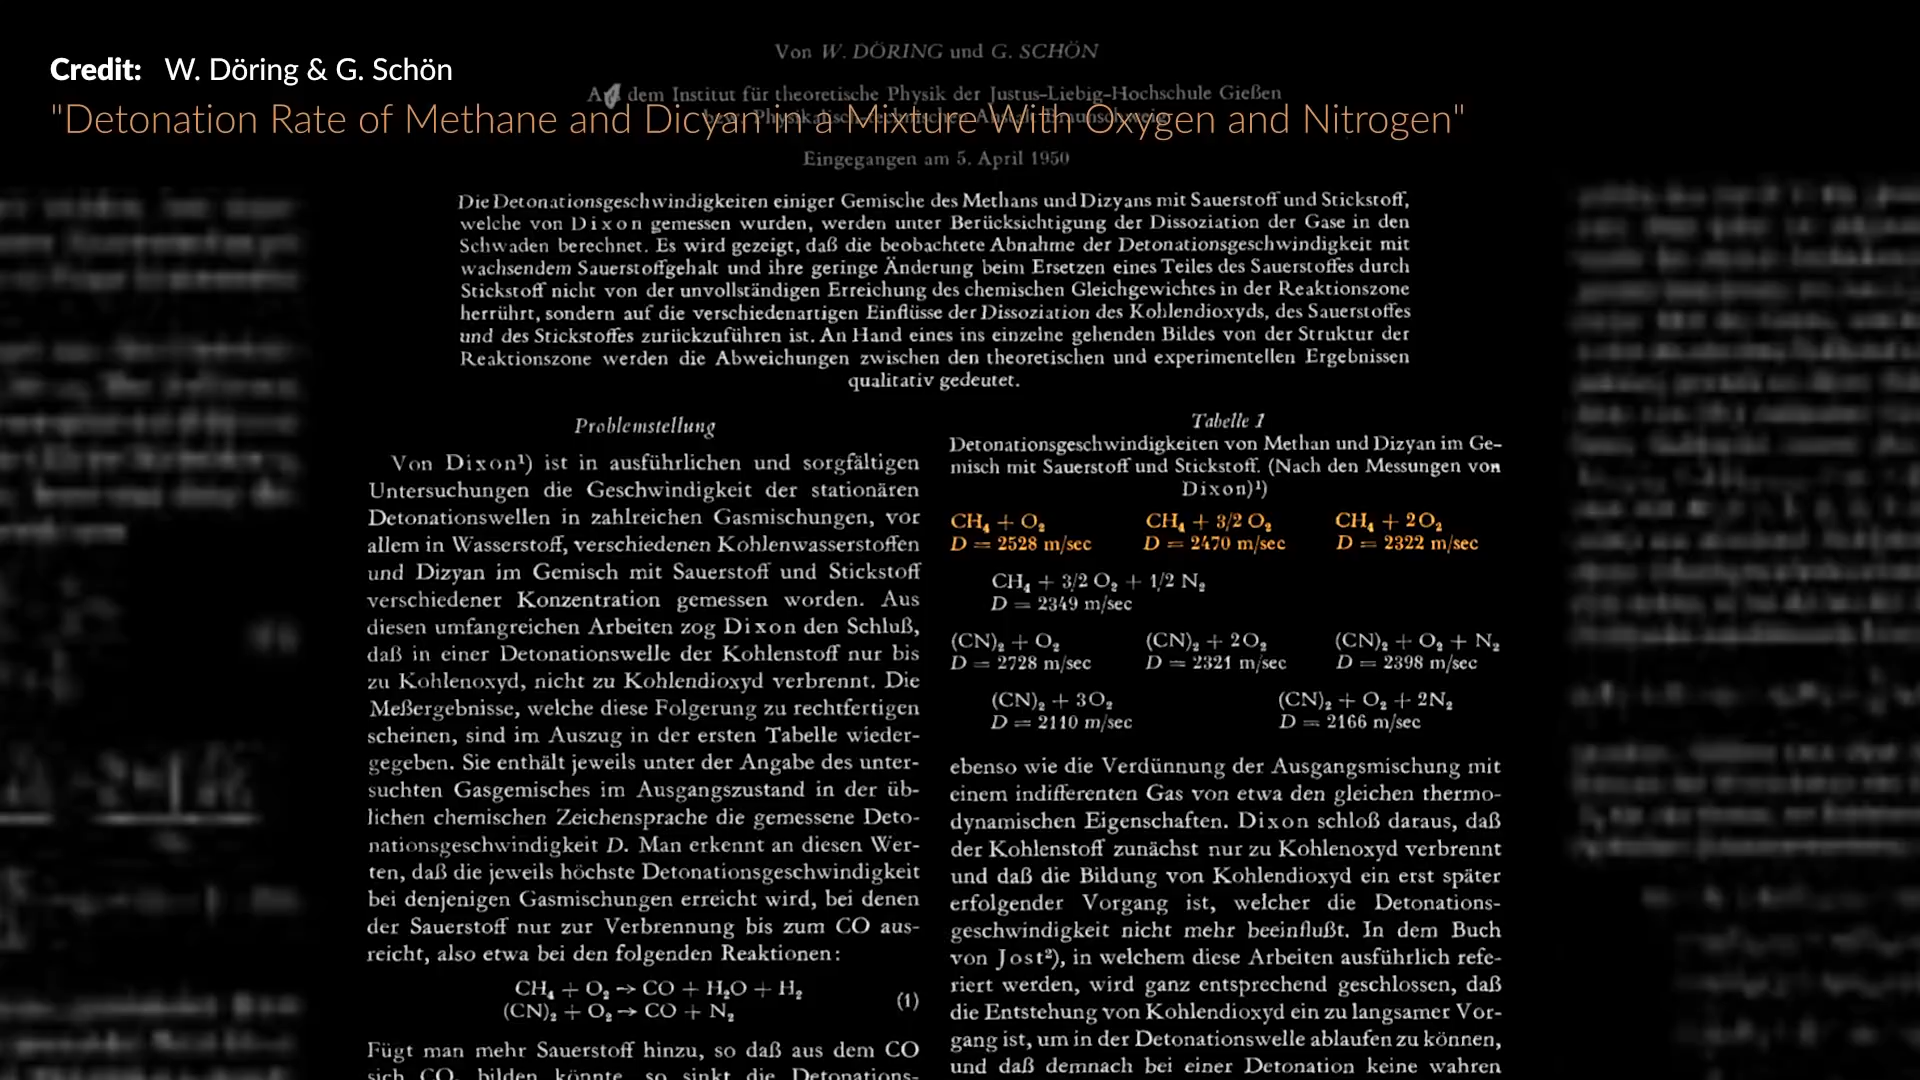 Credit: W. Döring & G. Schön
"Detonation Rate of Methane and Dicyan in a Mixture With Oxygen and Nitrogen"
Von W. DÖRING und G. SCHÖN
Aus dem Institut für theoretische Physik der Justus-Liebig-Hochschule Gießen
Eingegangen am 5. April 1950
Die Detonationsgeschwindigkeiten einiger Gemische des Methans und Dizyans mit Sauerstoff und Stickstoff,
welche von Dixon gemessen wurden, werden unter Berücksichtigung der Dissoziation der Gase in den
Schwaden berechnet. Es wird gezeigt, daß die beobachtete Abnahme der Detonationsgeschwindigkeit mit
wachsendem Sauerstoffgehalt und ihre geringe Änderung beim Ersetzen eines Teiles des Sauerstoffes durch
Stickstoff nicht von der unvollständigen Erreichung des chemischen Gleichgewichtes in der Reaktionszone
herrührt, sondern auf die verschiedenartigen Einflüsse der Dissoziation des Kohlendioxyds, des Sauerstoffes
und des Stickstoffes zurückzuführen ist. An Hand eines ins einzelne gehenden Bildes von der Struktur der
Reaktionszone werden die Abweichungen zwischen den theoretischen und experimentellen Ergebnissen
qualitativ gedeutet.
Problemstellung
Von Dixon¹) ist in ausführlichen und sorgfältigen
Untersuchungen die Geschwindigkeit der stationären
Detonationswellen in zahlreichen Gasmischungen, vor
allem in Wasserstoff, verschiedenen Kohlenwasserstoffen
und Dizyan im Gemisch mit Sauerstoff und Stickstoff
verschiedener Konzentration gemessen worden. Aus
diesen umfangreichen Arbeiten zog Dixon den Schluß,
daß in einer Detonationswelle der Kohlenstoff nur bis
zu Kohlenoxyd, nicht zu Kohlendioxyd verbrennt. Die
Meßergebnisse, welche diese Folgerung zu rechtfertigen
scheinen, sind im Auszug in der ersten Tabelle wieder-
gegeben. Sie enthält jeweils unter der Angabe des unter-
suchten Gasgemisches im Ausgangszustand in der üb-
lichen chemischen Zeichensprache die gemessene Deto-
nationsgeschwindigkeit D. Man erkennt an diesen Wer-
ten, daß die jeweils höchste Detonationsgeschwindigkeit
bei denjenigen Gasmischungen erreicht wird, bei denen
der Sauerstoff nur zur Verbrennung bis zum CO aus-
reicht, also etwa bei den folgenden Reaktionen:
CH₄ + O₂ → CO + H₂O + H₂
(CN)₂ + O₂ → CO + N₂ (1)
Fügt man mehr Sauerstoff hinzu, so daß aus dem CO
sich CO₂ bilden könnte, so sinkt die Detonations-
Tabelle 1
Detonationsgeschwindigkeiten von Methan und Dizyan im Ge-
misch mit Sauerstoff und Stickstoff. (Nach den Messungen von
Dixon)¹)
CH₄ + O₂ CH₄ + 3/2 O₂ CH₄ + 2O₂
D = 2528 m/sec D = 2470 m/sec D = 2322 m/sec
CH₄ + 3/2 O₂ + 1/2 N₂
D = 2349 m/sec
(CN)₂ + O₂ (CN)₂ + 2O₂ (CN)₂ + O₂ + N₂
D = 2728 m/sec D = 2321 m/sec D = 2398 m/sec
(CN)₂ + 3O₂ (CN)₂ + O₂ + 2N₂
D = 2110 m/sec D = 2166 m/sec
ebenso wie die Verdünnung der Ausgangsmischung mit
einem indifferenten Gas von etwa den gleichen thermo-
dynamischen Eigenschaften. Dixon schloß daraus, daß
der Kohlenstoff zunächst nur zu Kohlenoxyd verbrennt
und daß die Bildung von Kohlendioxyd ein erst später
erfolgender Vorgang ist, welcher die Detonations-
geschwindigkeit nicht mehr beeinflußt. In dem Buch
von Jost²), in welchem diese Arbeiten ausführlich refe-
riert werden, wird ganz entsprechend geschlossen, daß
die Entstehung von Kohlendioxyd ein zu langsamer Vor-
gang ist, um in der Detonationswelle ablaufen zu können,
und daß demnach bei einer Detonation keine wahren